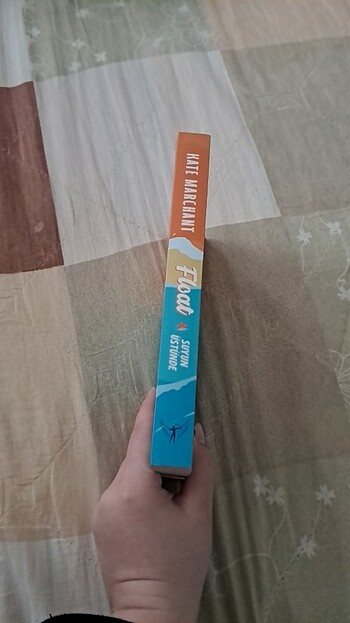 KATE MARCHANT
Float
SUYUN
ÜSTÜNDE